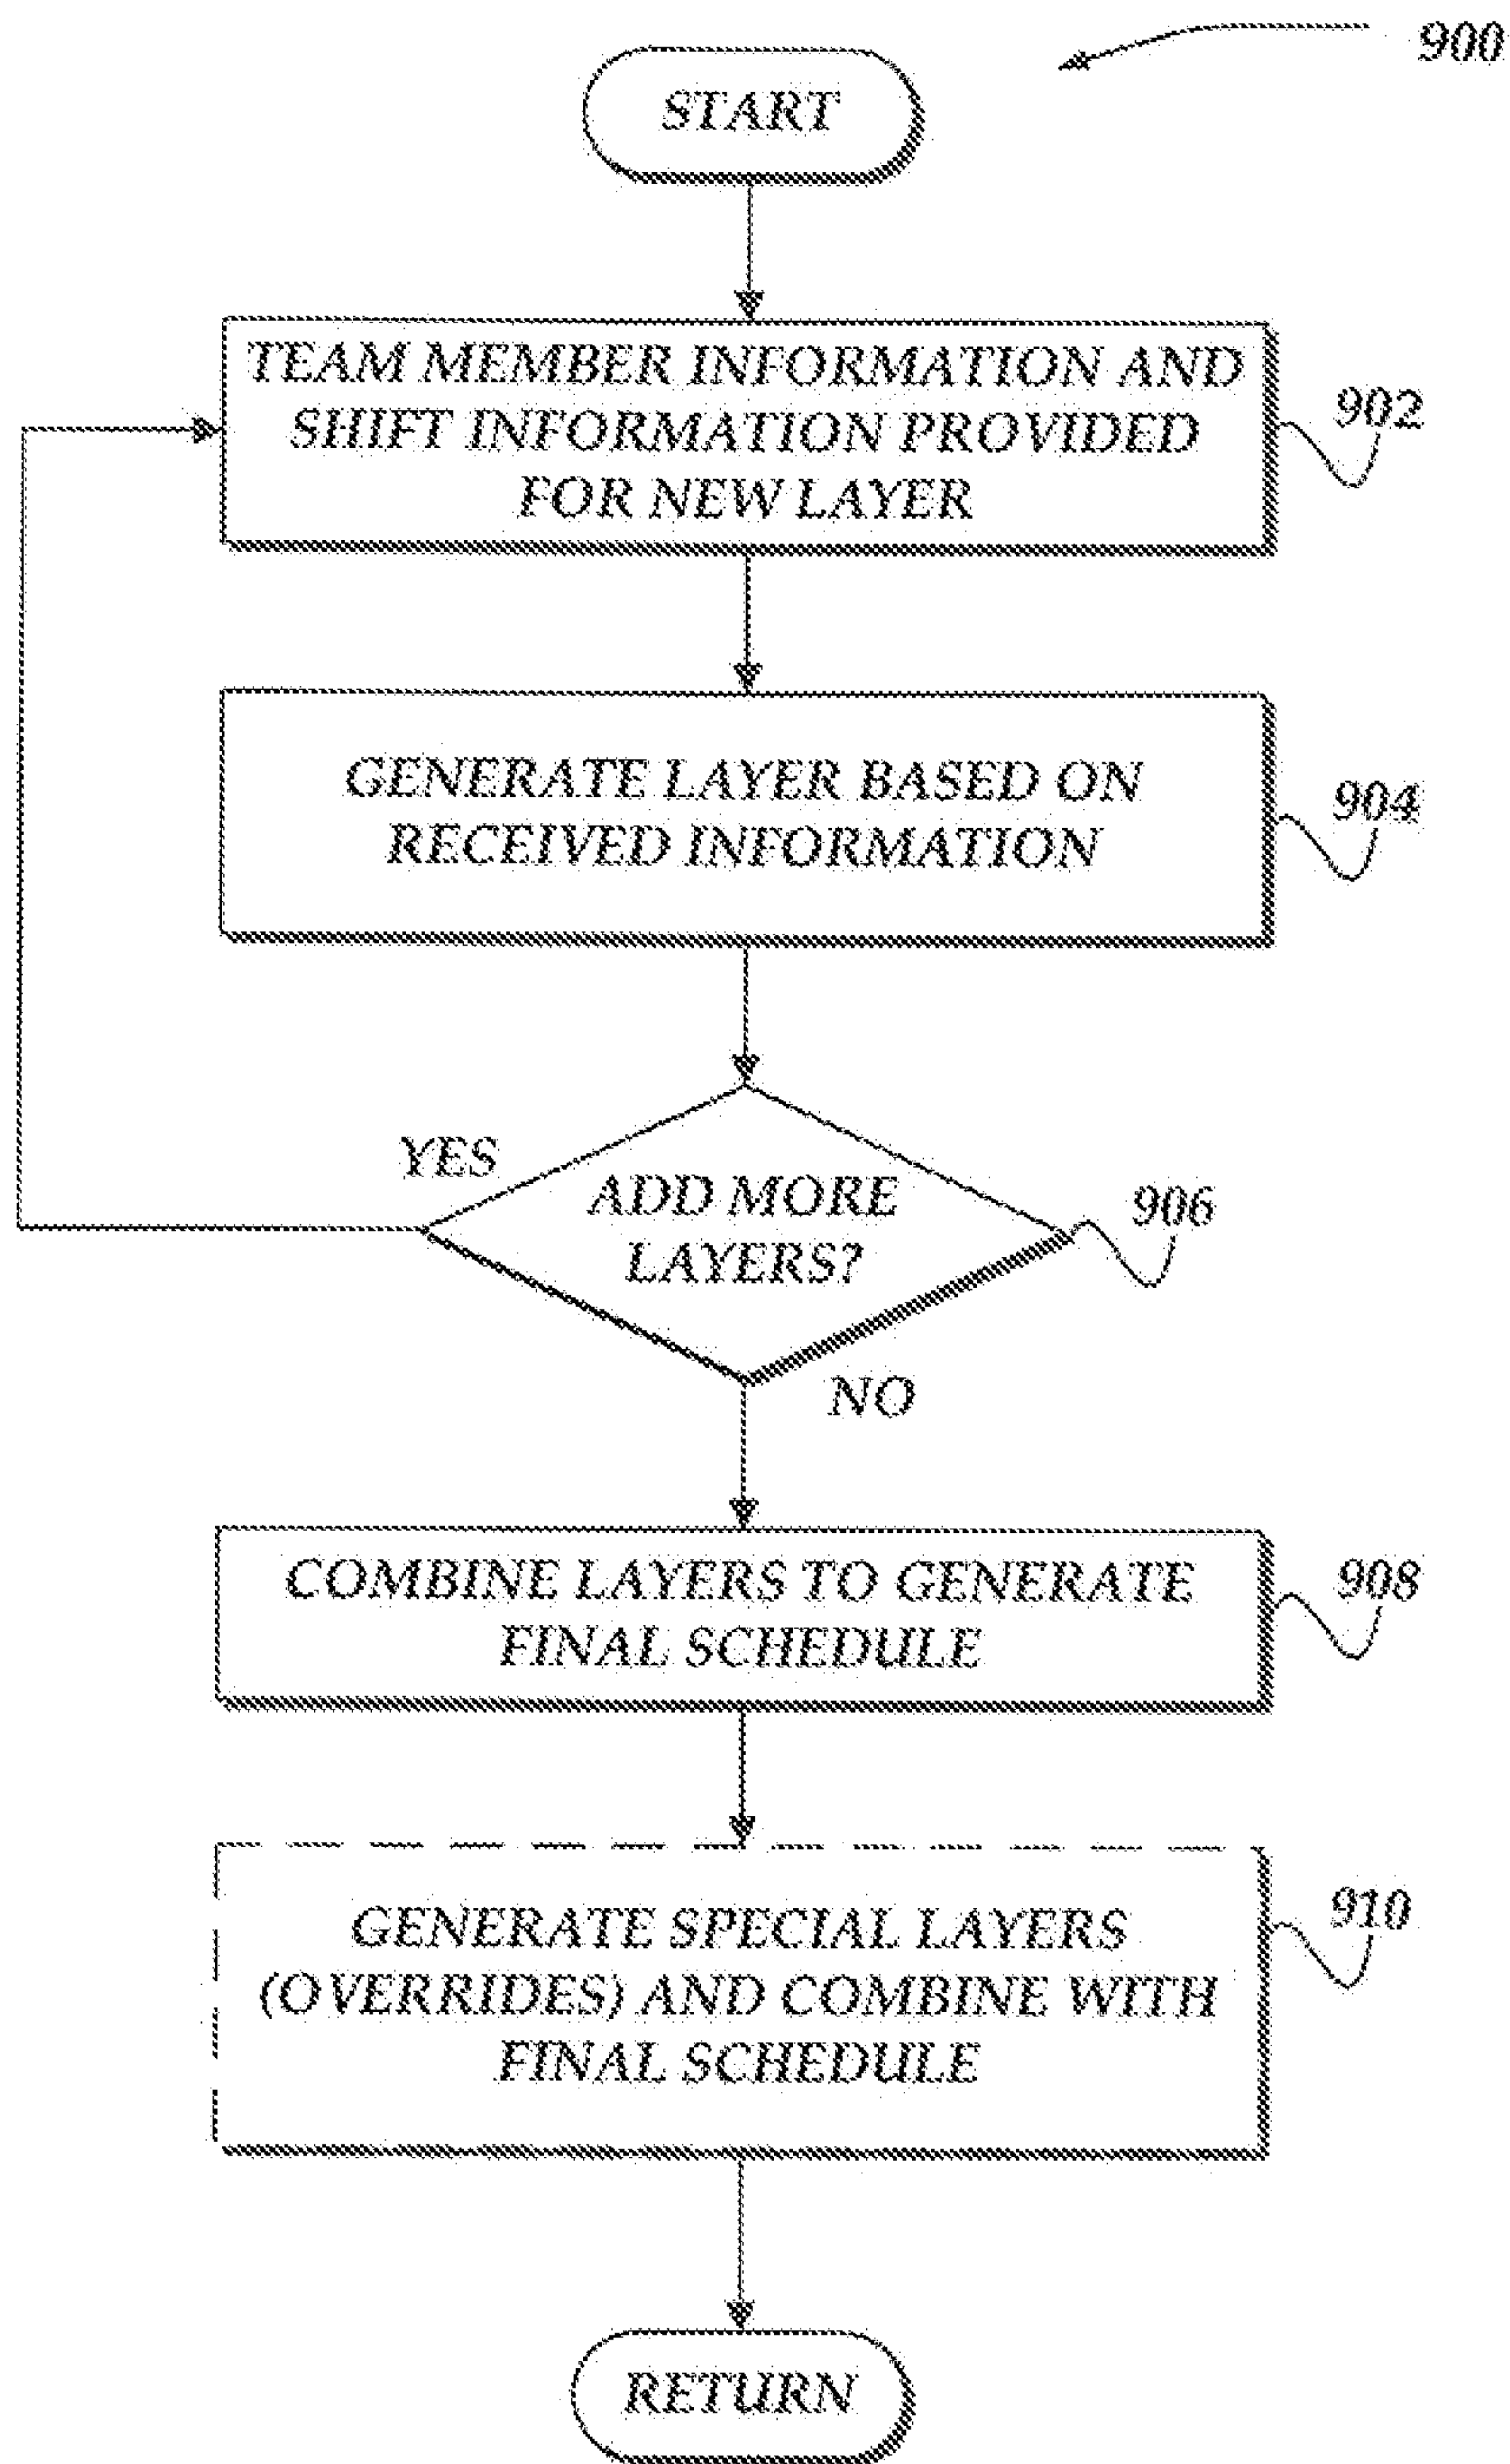 900
START
TEAM MEMBER INFORMATION AND
SHIFT INFORMATION PROVIDED
FOR NEW LAYER
902
GENERATE LAYER BASED ON
RECEIVED INFORMATION
904
YES
ADD MORE
LAYERS?
906
NO
COMBINE LAYERS TO GENERATE
FINAL SCHEDULE
908
GENERATE SPECIAL LAYERS
(OVERRIDES) AND COMBINE WITH
FINAL SCHEDULE
910
RETURN